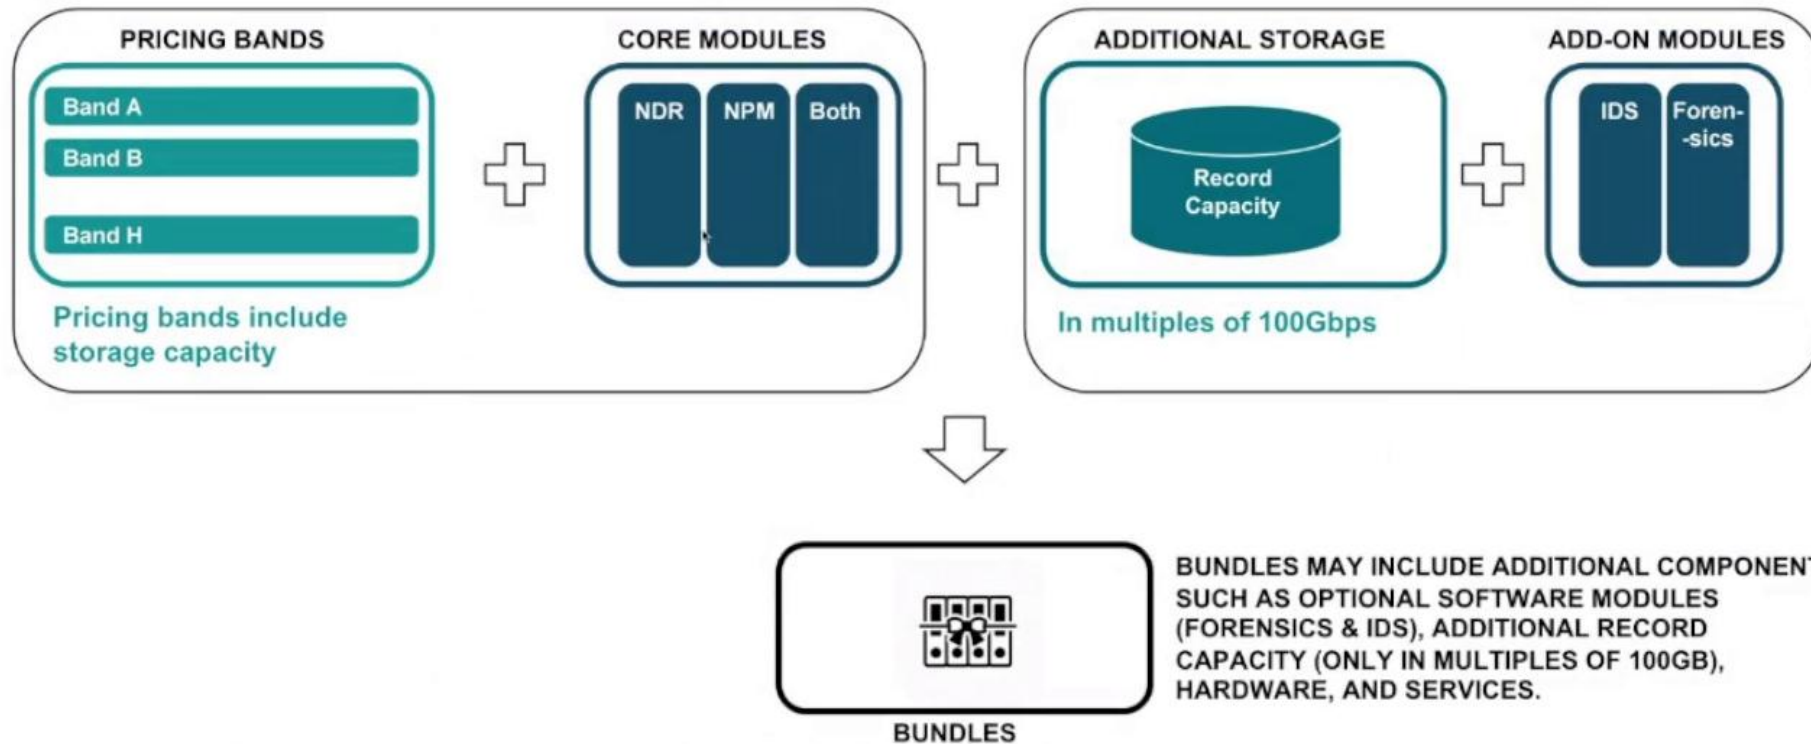 PRICING BANDS
Band A
Band B
Band H
Pricing bands include
storage capacity
CORE MODULES
NDR
NPM
Both
ADDITIONAL STORAGE
Record
Capacity
In multiples of 100Gbps
ADD-ON MODULES
IDS
Foren-
-sics
BUNDLES
BUNDLES MAY INCLUDE ADDITIONAL COMPONENT
SUCH AS OPTIONAL SOFTWARE MODULES
(FORENSICS & IDS), ADDITIONAL RECORD
CAPACITY (ONLY IN MULTIPLES OF 100GB),
HARDWARE, AND SERVICES.